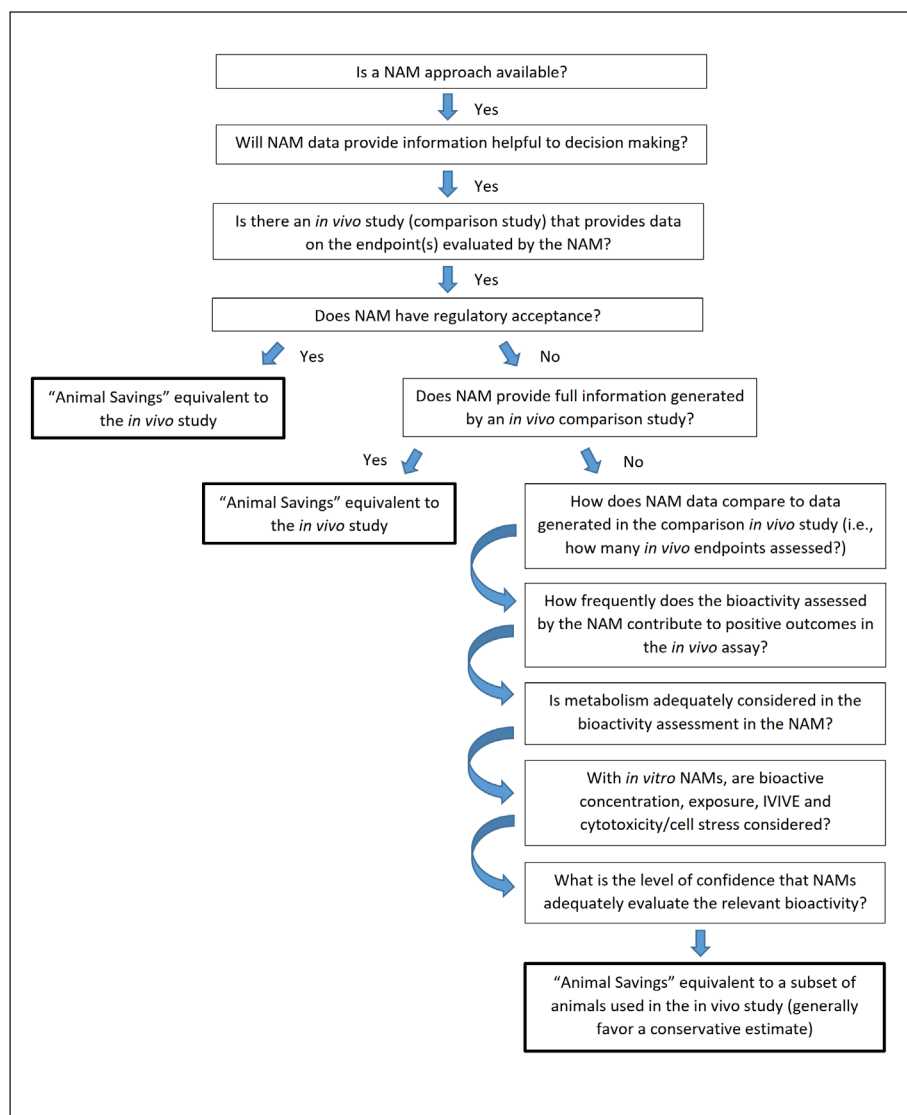 Is a NAM approach available?
Yes
Will NAM data provide information helpful to decision making?
Yes
Is there an in vivo study (comparison study) that provides data
on the endpoint(s) evaluated by the NAM?
Yes
Does NAM have regulatory acceptance?
Yes
No
“Animal Savings” equivalent to
the in vivo study
Does NAM provide full information generated
by an in vivo comparison study?
Yes
No
“Animal Savings” equivalent to
the in vivo study
How does NAM data compare to data
generated in the comparison in vivo study (i.e.,
how many in vivo endpoints assessed?)
How frequently does the bioactivity assessed
by the NAM contribute to positive outcomes in
the in vivo assay?
Is metabolism adequately considered in the
bioactivity assessment in the NAM?
With in vitro NAMs, are bioactive
concentration, exposure, IVIVE and
cytotoxicity/cell stress considered?
What is the level of confidence that NAMs
adequately evaluate the relevant bioactivity?
“Animal Savings” equivalent to a subset of
animals used in the in vivo study (generally
favor a conservative estimate)